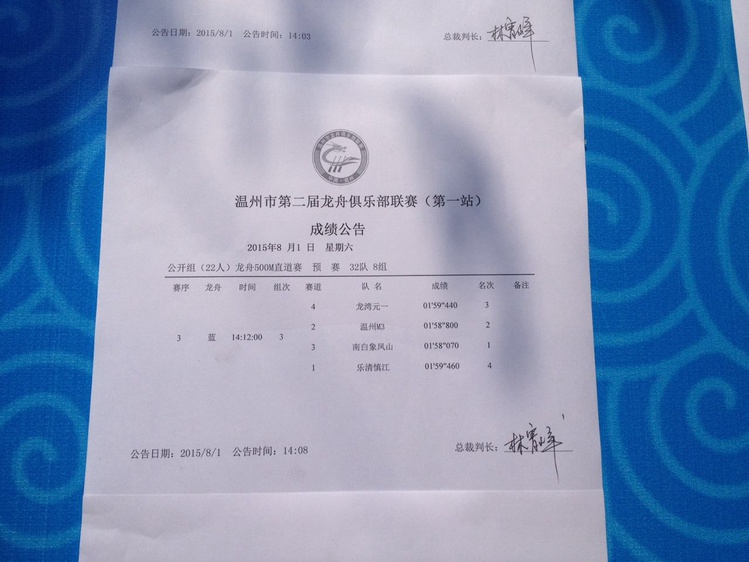 公告日期：2015/8/1 公告时间：14:03 总裁判长：
温州市第二届龙舟俱乐部联赛（第一站）
成绩公告
2015年8 月1 日 星期六
公开组（22人）龙舟500M直道赛 预 赛 32队 8组
赛序 龙舟 时间 组次 赛道 队 名 成绩 名次 备注
4 龙湾元一 01'59"440 3
2 温州M3 01'58"800 2
3 蓝 14:12:00 3
3 南白象凤山 01'58"070 1
1 乐清慎江 01'59"460 4
公告日期：2015/8/1 公告时间：14:08 总裁判长：